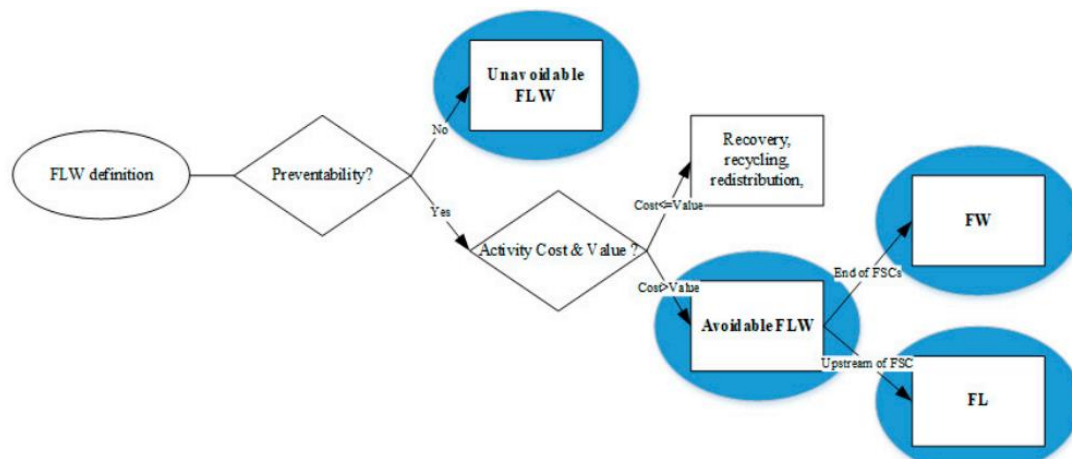 Unavoidable
FLW
No
FLW definition
Preventability?
Recovery,
recycling,
redistribution,
Yes
Cost<=Value
Activity Cost & Value ?
FW
End of FSCs
Cost>Value
Avoidable FLW
Upstream of FSC
FL